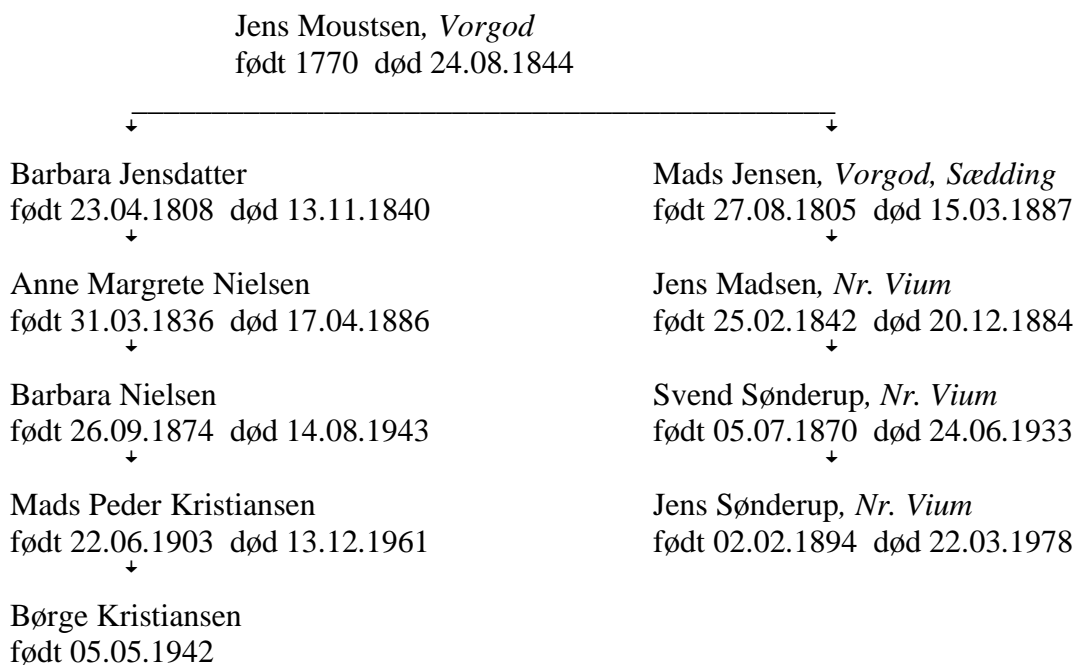 Jens Moustsen, Vorgod
født 1770 død 24.08.1844
Barbara Jensdatter
født 23.04.1808 død 13.11.1840
Anne Margrete Nielsen
født 31.03.1836 død 17.04.1886
Barbara Nielsen
født 26.09.1874 død 14.08.1943
Mads Peder Kristiansen
født 22.06.1903 død 13.12.1961
Børge Kristiansen
født 05.05.1942
Mads Jensen, Vorgod, Sædding
født 27.08.1805 død 15.03.1887
Jens Madsen, Nr. Vium
født 25.02.1842 død 20.12.1884
Svend Sønderup, Nr. Vium
født 05.07.1870 død 24.06.1933
Jens Sønderup, Nr. Vium
født 02.02.1894 død 22.03.1978